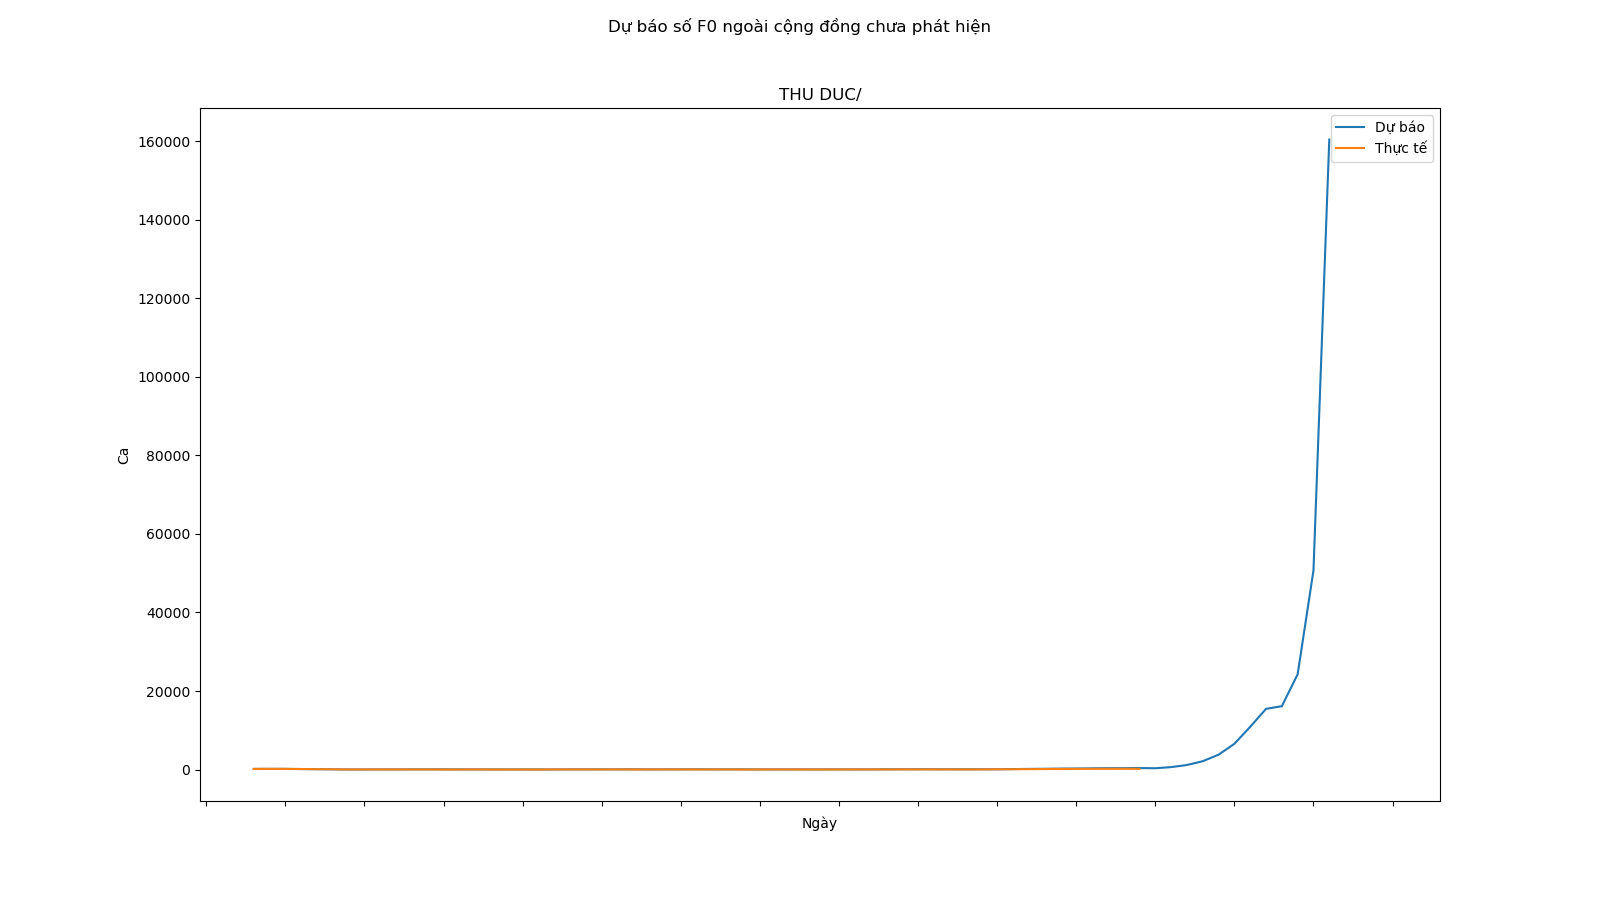 Dự báo số F0 ngoài cộng đồng chưa phát hiện
THU DUC/
Dự báo
Thực tế
160000
140000
120000
100000
80000
60000
40000
20000
0
Ca
Ngày